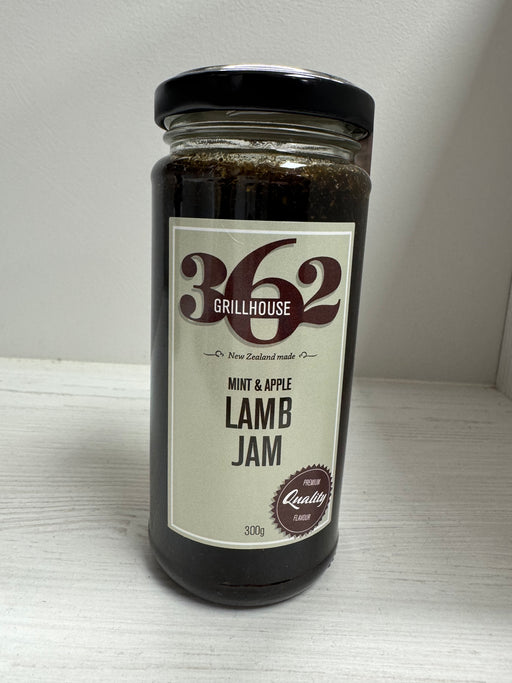 362
GRILLHOUSE
New Zealand made
MINT & APPLE
LAMB
JAM
PREMIUM
Quality
FLAVOUR
300g